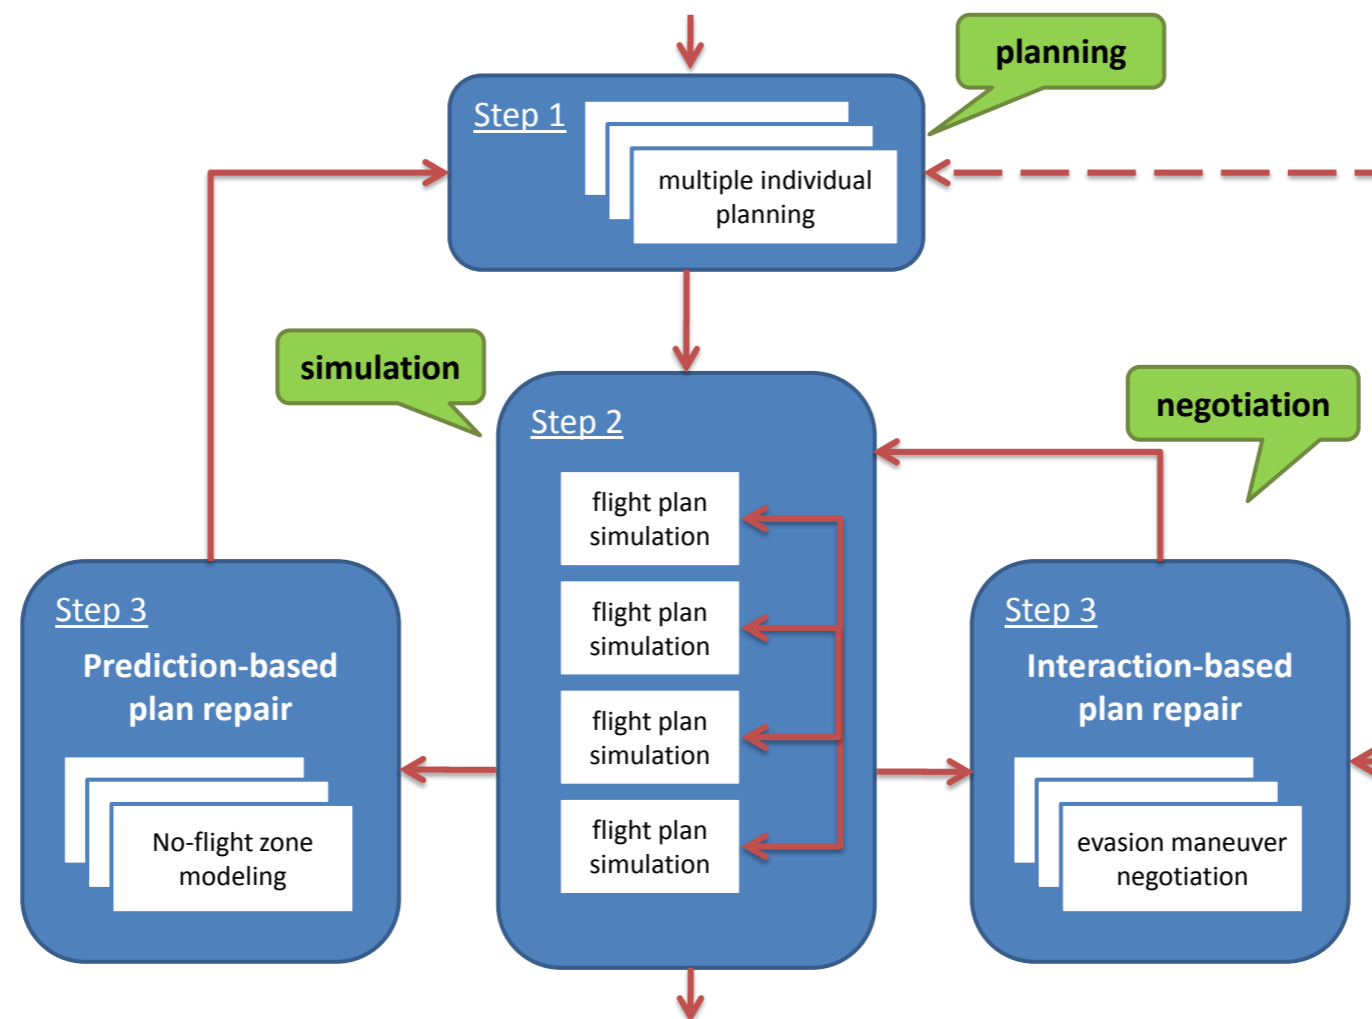 planning
Step 1
multiple individual
planning
simulation
Step 2
negotiation
flight plan
simulation
flight plan
simulation
flight plan
simulation
flight plan
simulation
Step 3
Prediction-based
plan repair
No-flight zone
modeling
Step 3
Interaction-based
plan repair
evasion maneuver
negotiation